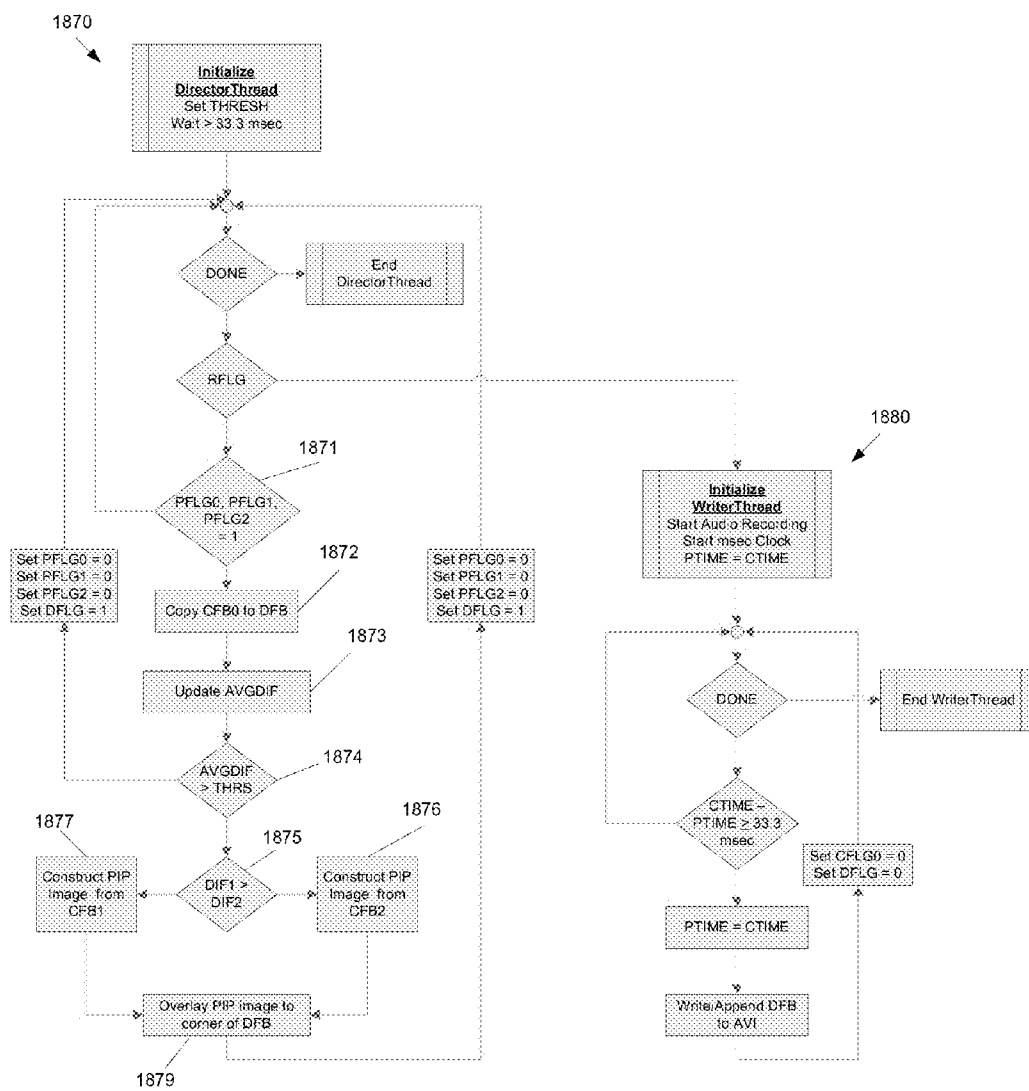 1870
Initialize
DirectorThread
Set THRESH
Wait > 33.3 msec
DONE
End
DirectorThread
RFLG
1871
PFLG0, PFLG1,
PFLG2
= 1
1880
Initialize
WriterThread
Start Audio Recording
Start msec Clock
PTIME = CTIME
Set PFLG0 = 0
Set PFLG1 = 0
Set PFLG2 = 0
Set DFLG = 1
1872
Copy CFB0 to DFB
Set PFLG0 = 0
Set PFLG1 = 0
Set PFLG2 = 0
Set DFLG = 1
1873
Update AVGDIF
DONE
End WriterThread
1874
AVGDIF
> THRS
CTIME –
PTIME ≥ 33.3
msec
1877
1875
1876
Construct PIP
Image from
CFB1
DIF1 >
DIF2
Construct PIP
Image from
CFB2
Set CFLG0 = 0
Set DFLG = 0
PTIME = CTIME
Overlay PIP image to
corner of DFB
Write/Append DFB
to AVI
1879